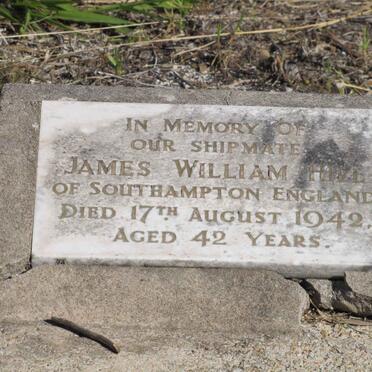 IN MEMORY OF
OUR SHIPMATE
JAMES WILLIAM HILL
OF SOUTHAMPTON ENGLAND
DIED 17TH AUGUST 1942,
AGED 42 YEARS.